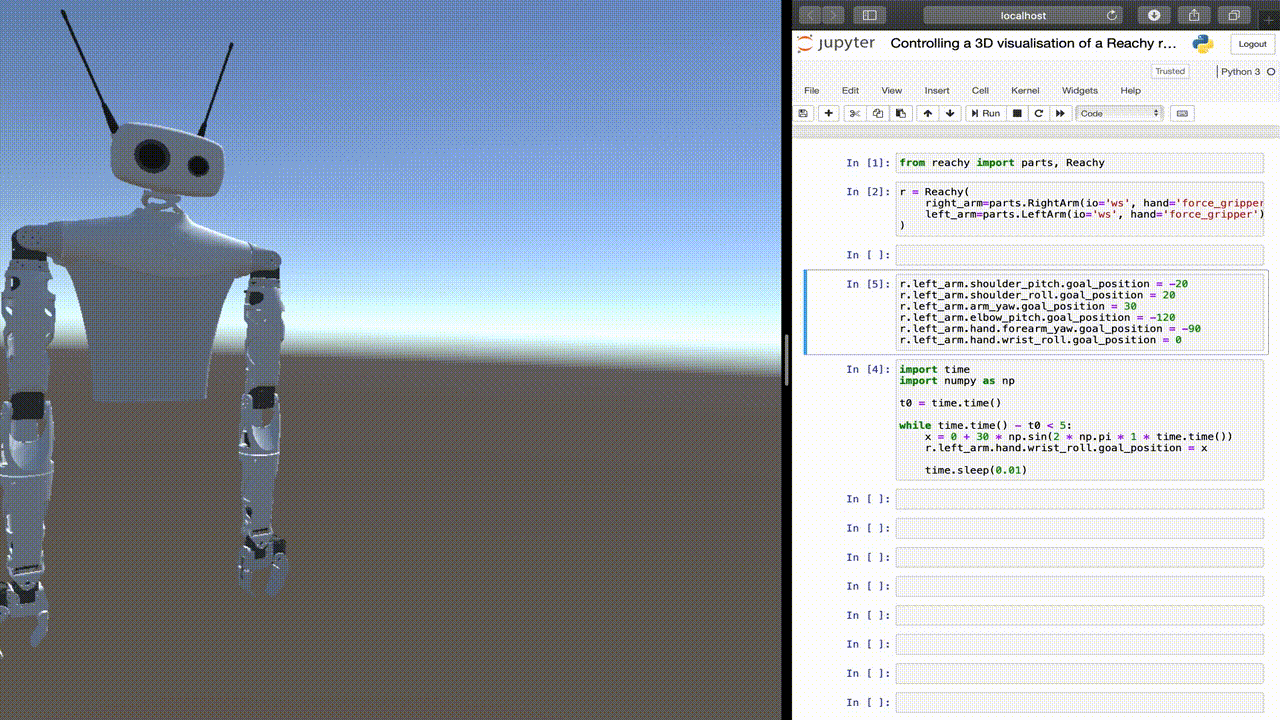 localhost
jupyter Controlling a 3D visualisation of a Reachy r... Logout
Trusted Python 3
File Edit View Insert Cell Kernel Widgets Help
Run Code
In [1]: from reachy import parts, Reachy
In [2]: r = Reachy(
right_arm=parts.RightArm(io='ws', hand='force_gripper
left_arm=parts.LeftArm(io='ws', hand='force_gripper')
)
In [ ]:
In [5]: r.left_arm.shoulder_pitch.goal_position = -20
r.left_arm.shoulder_roll.goal_position = 20
r.left_arm.arm_yaw.goal_position = 30
r.left_arm.elbow_pitch.goal_position = -120
r.left_arm.hand.forearm_yaw.goal_position = -90
r.left_arm.hand.wrist_roll.goal_position = 0
In [4]: import time
import numpy as np
t0 = time.time()
while time.time() - t0 < 5:
x = 0 + 30 * np.sin(2 * np.pi * 1 * time.time())
r.left_arm.hand.wrist_roll.goal_position = x
time.sleep(0.01)
In [ ]:
In [ ]:
In [ ]:
In [ ]:
In [ ]:
In [ ]:
In [ ]:
In [ ]: